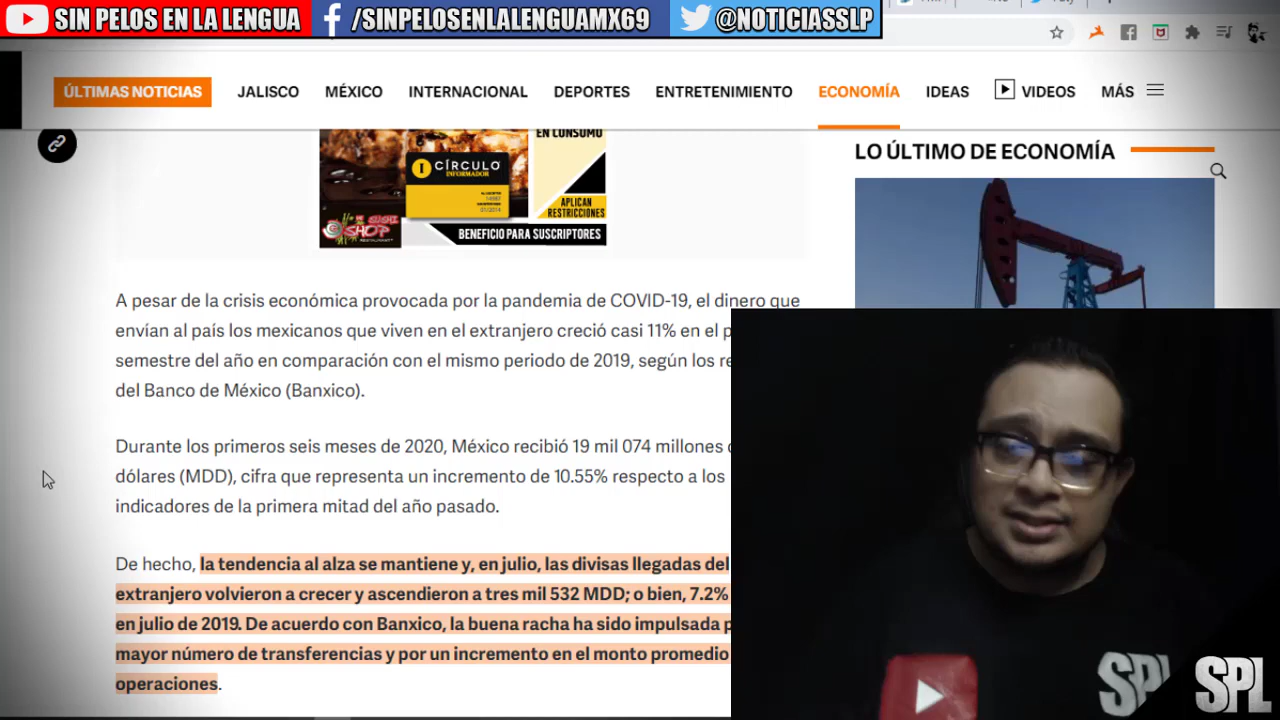 SIN PELOS EN LA LENGUA
/SINPELOSENLALENGUAMX69
@NOTICIASSLP
ÚLTIMAS NOTICIAS
JALISCO
MÉXICO
INTERNACIONAL
DEPORTES
ENTRETENIMIENTO
ECONOMÍA
IDEAS
VIDEOS
MÁS
EN CONSUMO
CÍRCULO
INFORMADOR
APLICAN
RESTRICCIONES
SUSHI
SHOP
BENEFICIO PARA SUSCRIPTORES
LO ÚLTIMO DE ECONOMÍA
A pesar de la crisis económica provocada por la pandemia de COVID-19, el dinero que
envían al país los mexicanos que viven en el extranjero creció casi 11% en el p
semestre del año en comparación con el mismo periodo de 2019, según los re
del Banco de México (Banxico).
Durante los primeros seis meses de 2020, México recibió 19 mil 074 millones
dólares (MDD), cifra que representa un incremento de 10.55% respecto a los
indicadores de la primera mitad del año pasado.
De hecho, la tendencia al alza se mantiene y, en julio, las divisas llegadas del
extranjero volvieron a crecer y ascendieron a tres mil 532 MDD; o bien, 7.2%
en julio de 2019. De acuerdo con Banxico, la buena racha ha sido impulsada p
mayor número de transferencias y por un incremento en el monto promedio
operaciones.
SPL
SPL